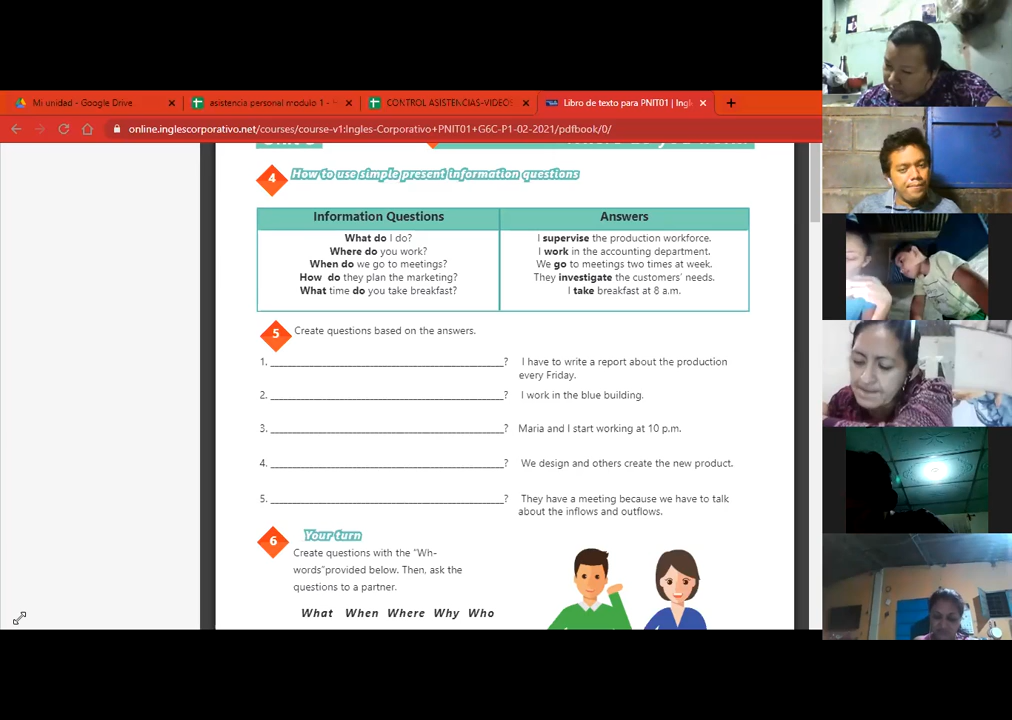 Mi unidad - Google Drive
asistencia personal modulo 1 -
CONTROL ASISTENCIAS-VIDEOS
Libro de texto para PNIT01 | Ingl
online.inglescorporativo.net/courses/course-v1:Ingles-Corporativo+PNIT01+G6C-P1-02-2021/pdfbook/0/
4 How to use simple present information questions
Information Questions Answers
What do I do? I supervise the production workforce.
Where do you work? I work in the accounting department.
When do we go to meetings? We go to meetings two times at week.
How do they plan the marketing? They investigate the customers' needs.
What time do you take breakfast? I take breakfast at 8 a.m.
5 Create questions based on the answers.
1. ______________________________? I have to write a report about the production
every Friday.
2. ______________________________? I work in the blue building.
3. ______________________________? Maria and I start working at 10 p.m.
4. ______________________________? We design and others create the new product.
5. ______________________________? They have a meeting because we have to talk
about the inflows and outflows.
6 Your turn
Create questions with the "Wh-
words"provided below. Then, ask the
questions to a partner.
What When Where Why Who